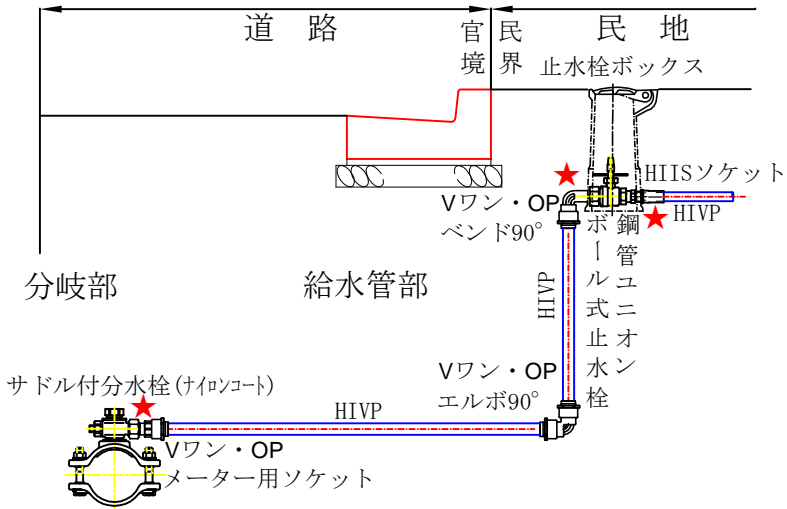 道 路
官 民
境 界
民 地
止水栓ボックス
HIISソケット
Vワン・OP
ベンド90°
HIVP
鋼管ユニオン
ボール式止水栓
分岐部
給水管部
HIVP
サドル付分水栓(ナイロンコート)
Vワン・OP
エルボ90°
HIVP
Vワン・OP
メーター用ソケット